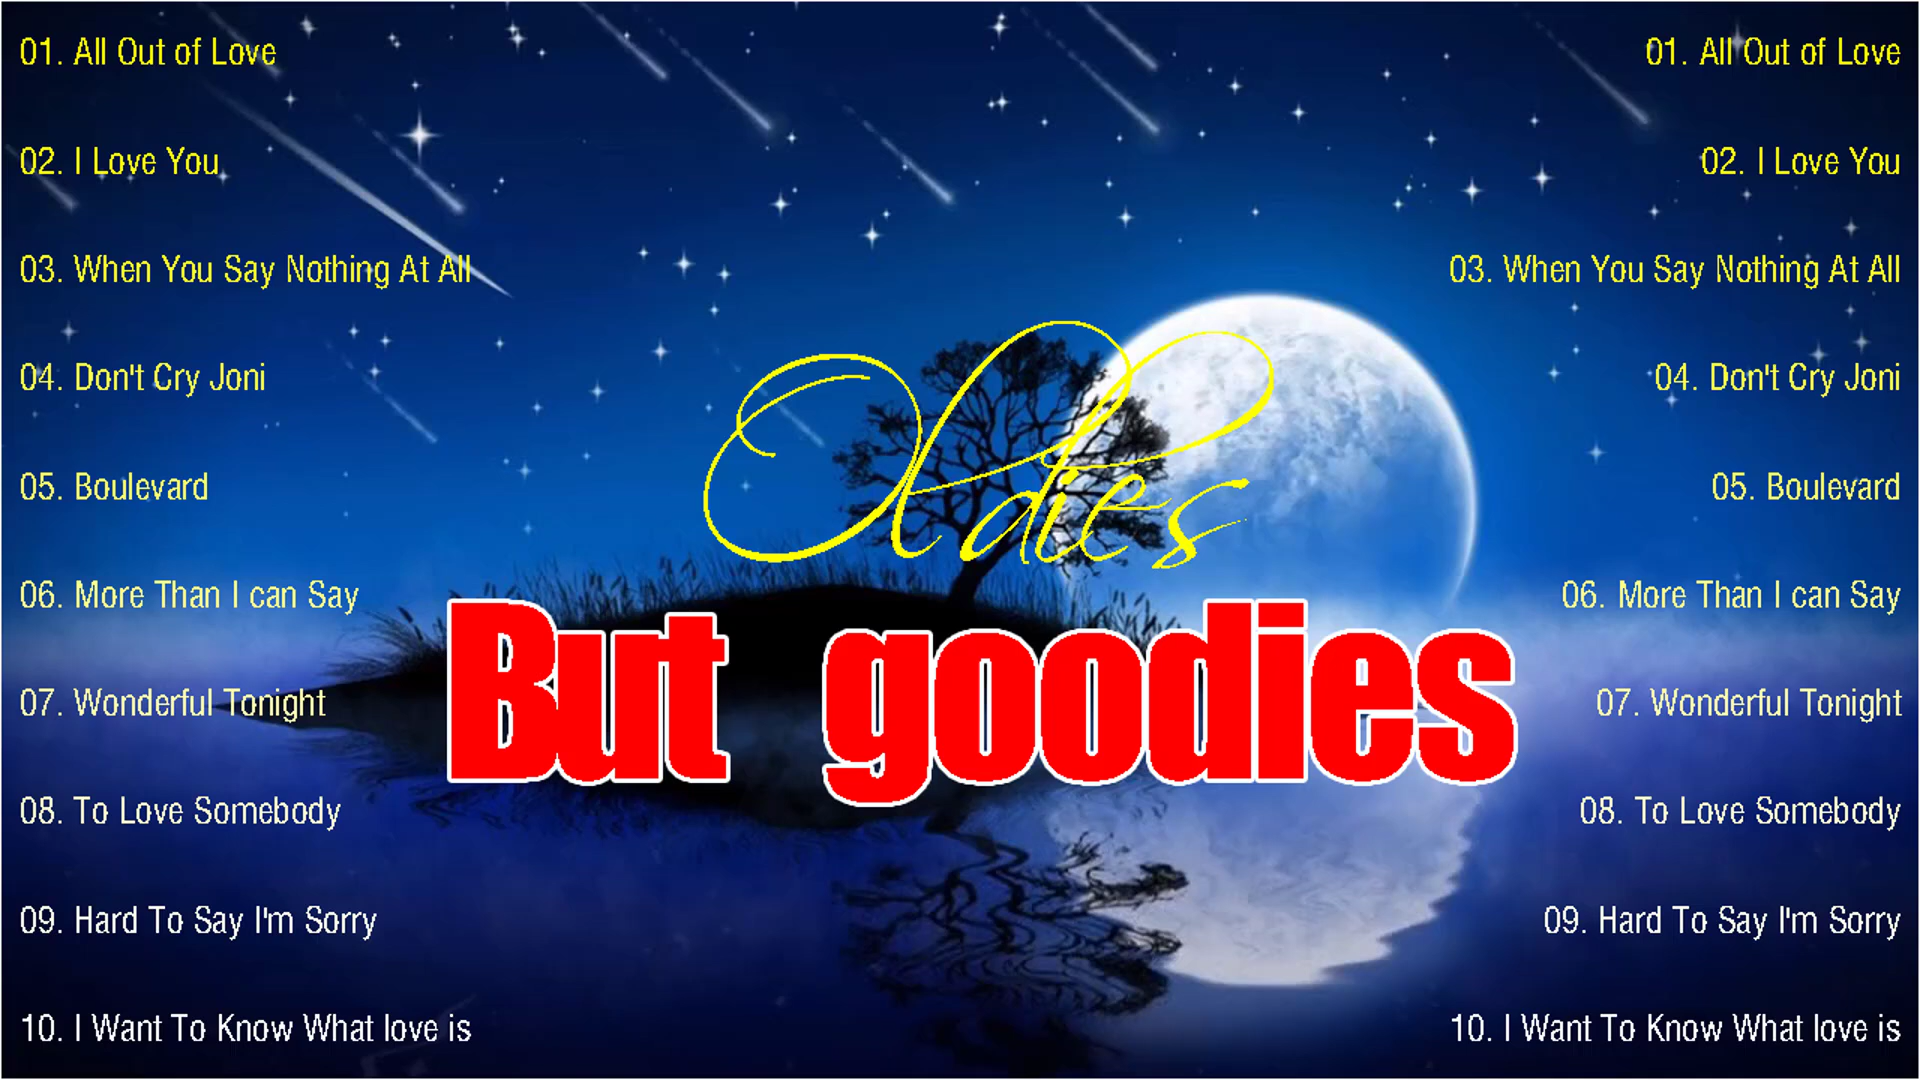 01. All Out of Love
02. I Love You
03. When You Say Nothing At All
04. Don't Cry Joni
05. Boulevard
06. More Than I can Say
07. Wonderful Tonight
08. To Love Somebody
09. Hard To Say I'm Sorry
10. I Want To Know What love is
Oldies
But goodies
01. All Out of Love
02. I Love You
03. When You Say Nothing At All
04. Don't Cry Joni
05. Boulevard
06. More Than I can Say
07. Wonderful Tonight
08. To Love Somebody
09. Hard To Say I'm Sorry
10. I Want To Know What love is